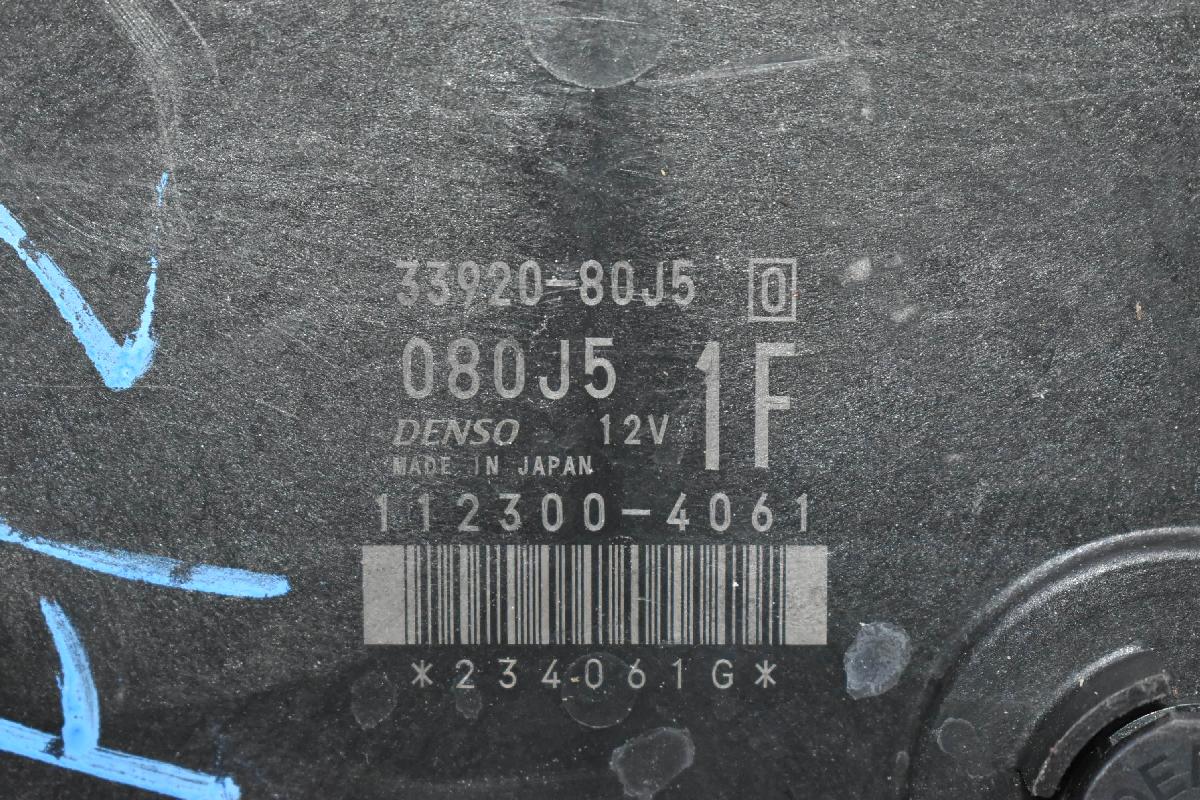 33920-80J5 0
080J5 1F
DENSO 12V
MADE IN JAPAN
112300-4061
*234061G*